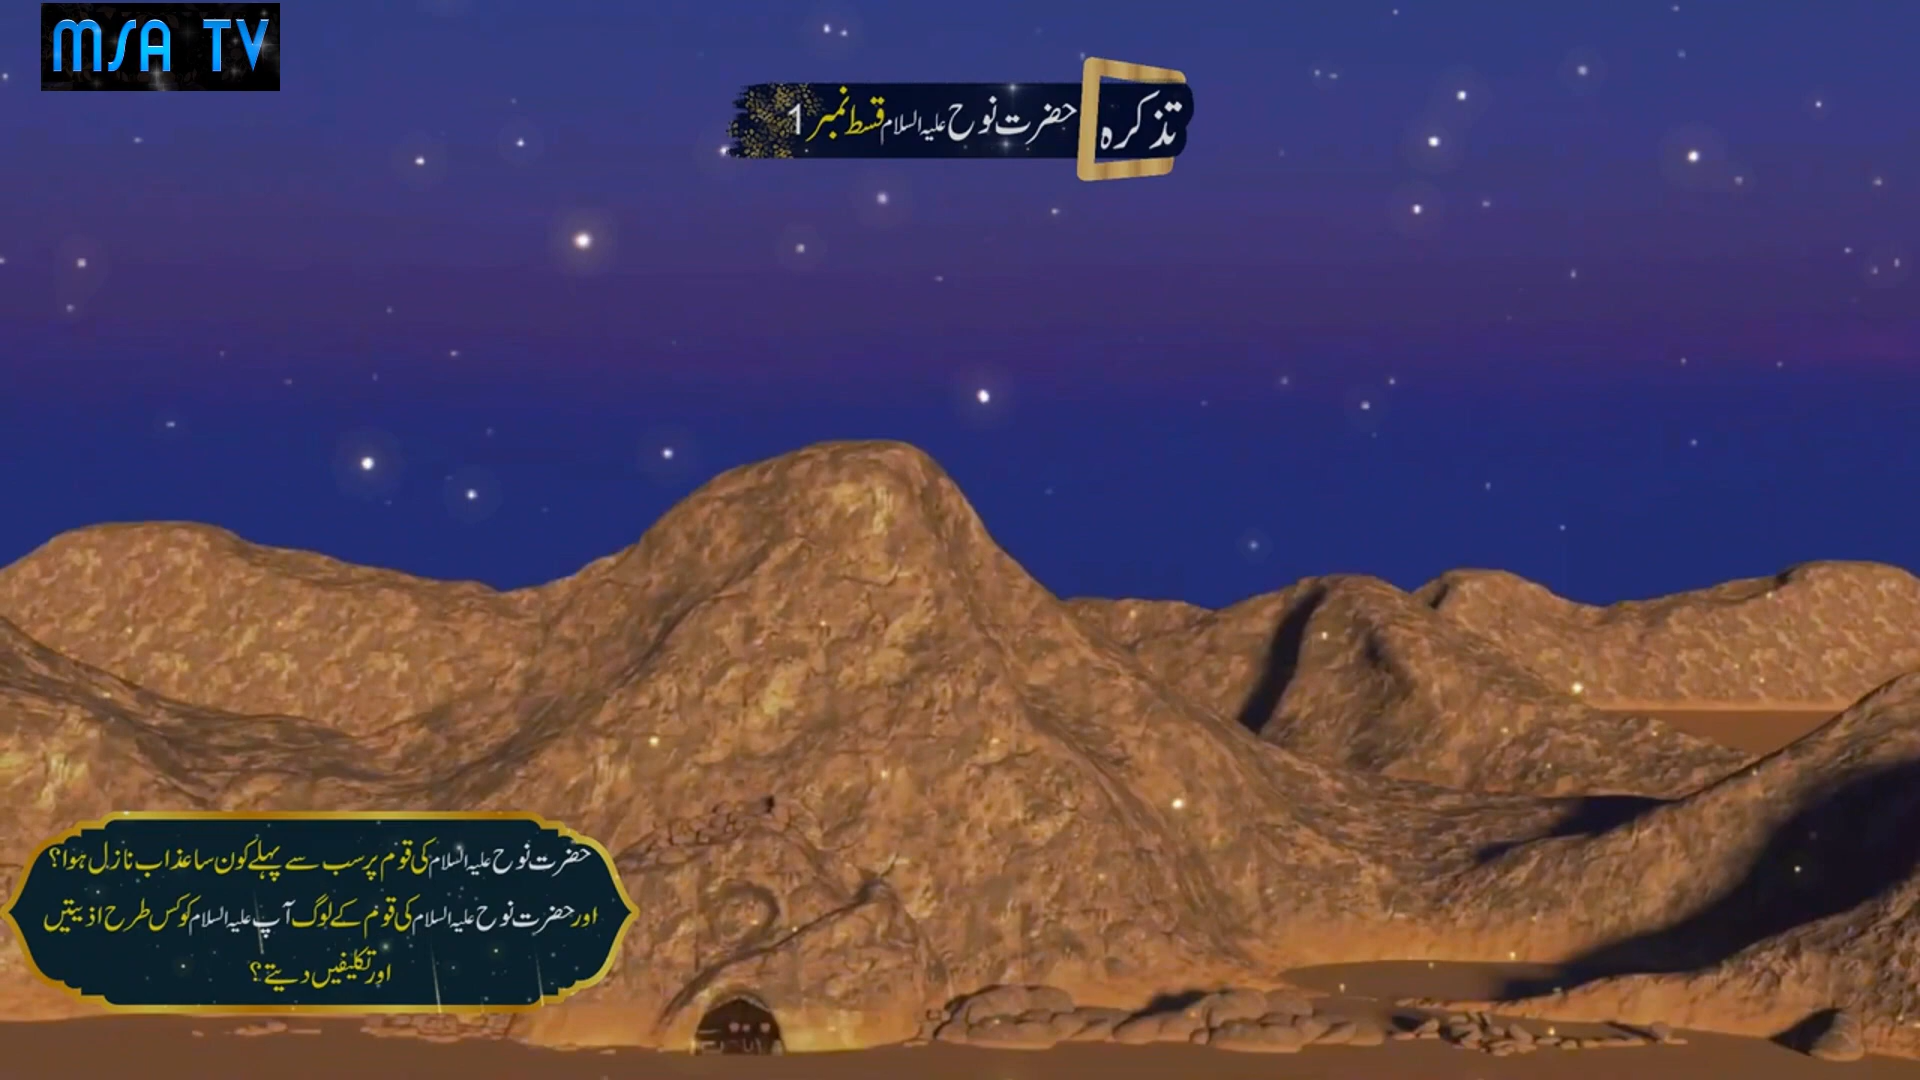 MSA TV
تذکرہ حضرت نوح علیہ السلام قسط نمبر 1
حضرت نوح علیہ السلام کی قوم پر سب سے پہلے کون سا عذاب نازل ہوا؟
اور حضرت نوح علیہ السلام کی قوم کے لوگ آپ علیہ السلام کو کس طرح اذیتیں
اور تکلیفیں دیتے؟